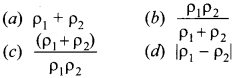 (a) ρ₁ + ρ₂ (b) ρ₁ρ₂ / (ρ₁ + ρ₂)
(c) (ρ₁ + ρ₂) / ρ₁ρ₂ (d) |ρ₁ − ρ₂|